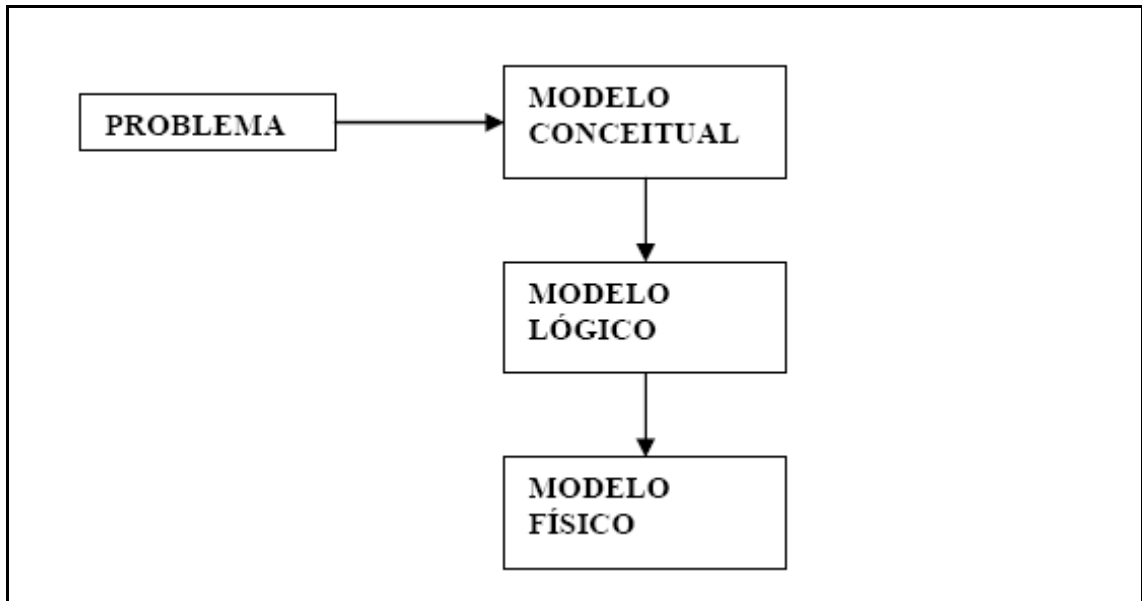 PROBLEMA
MODELO
CONCEITUAL
MODELO
LÓGICO
MODELO
FÍSICO